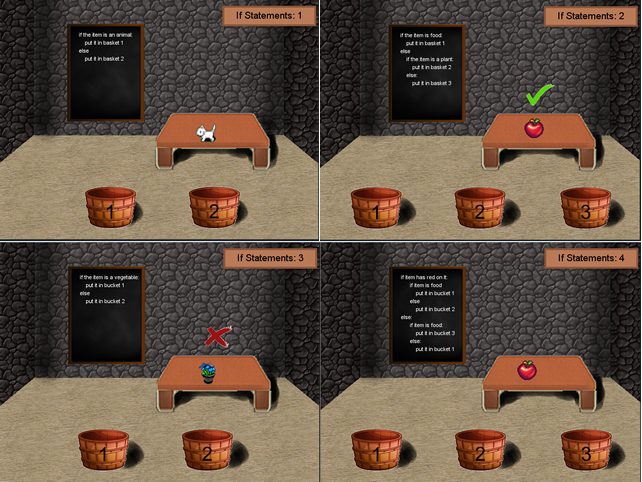 If Statements: 1
if the item is an animal:
put it in basket 1
else
put it in basket 2
1
2
If Statements: 2
if the item is food:
put it in basket 1
else
if the item is a plant:
put it in basket 2
else:
put it in basket 3
1
2
3
If Statements: 3
if the item is a vegetable:
put it in bucket 1
else
put it in bucket 2
1
2
If Statements: 4
if item has red on it:
if item is food
put it in bucket 1
else
put it in bucket 2
else:
if item is food:
put it in bucket 3
else:
put it in bucket 1
1
2
3